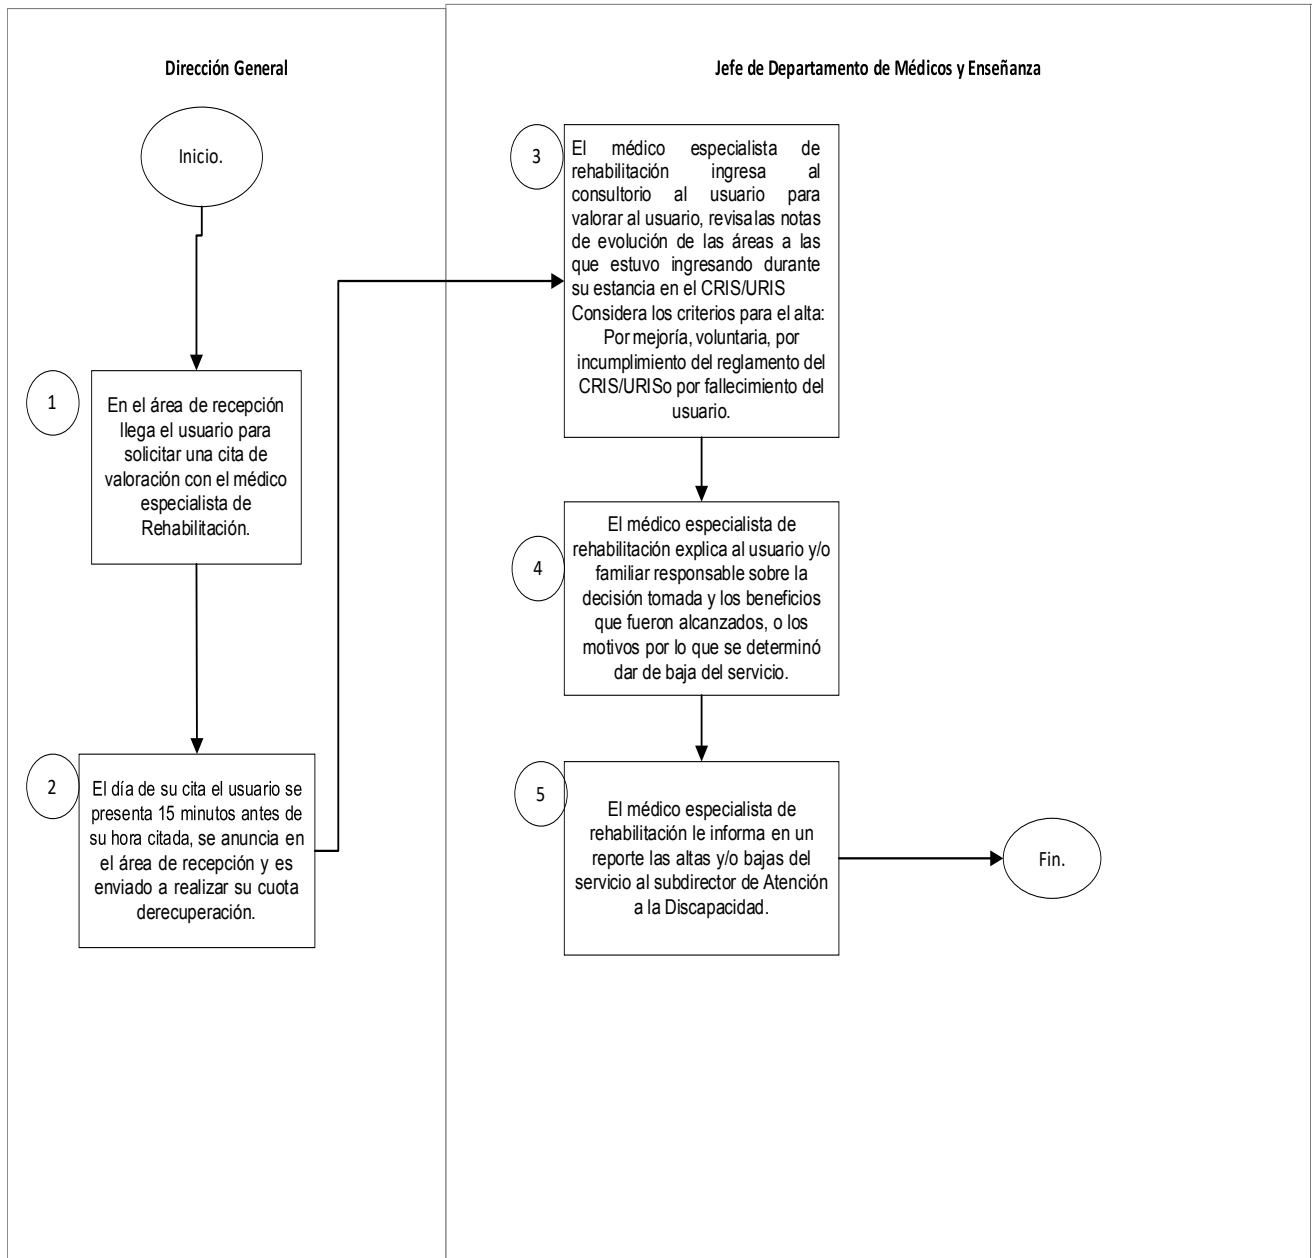 Dirección General
Inicio.
1
En el área de recepción
llega el usuario para
solicitar una cita de
valoración con el médico
especialista de
Rehabilitación.
2
El día de su cita el usuario se
presenta 15 minutos antes de
su hora citada, se anuncia en
el área de recepción y es
enviado a realizar su cuota
derecuperación.
Jefe de Departamento de Médicos y Enseñanza
3
El médico especialista de
rehabilitación ingresa al
consultorio al usuario para
valorar al usuario, revisalas notas
de evolución de las áreas a las
que estuvo ingresando durante
su estancia en el CRIS/URIS
Considera los criterios para el alta:
Por mejoría, voluntaria, por
incumplimiento del reglamento del
CRIS/URISo por fallecimiento del
usuario.
4
El médico especialista de
rehabilitación explica al usuario y/o
familiar responsable sobre la
decisión tomada y los beneficios
que fueron alcanzados, o los
motivos por lo que se determinó
dar de baja del servicio.
5
El médico especialista de
rehabilitación le informa en un
reporte las altas y/o bajas del
servicio al subdirector de Atención
a la Discapacidad.
Fin.